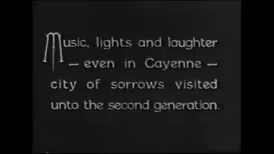 Music, lights and laughter
— even in Cayenne —
city of sorrows visited
unto the second generation.